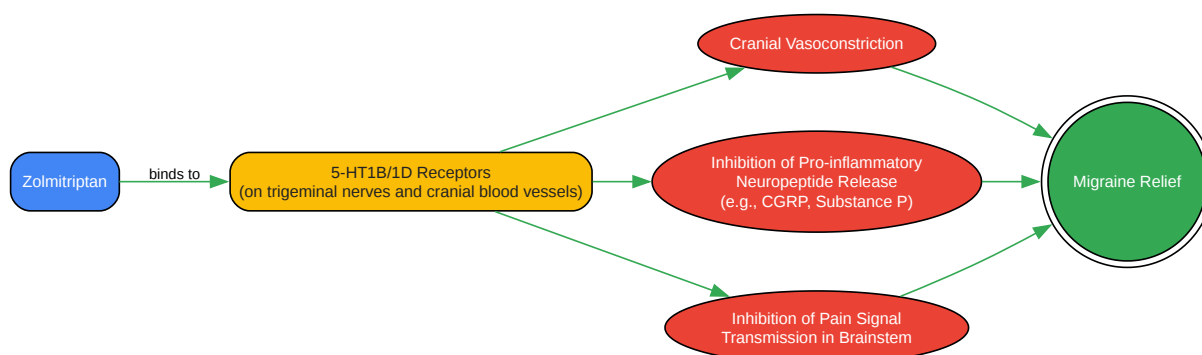 Zolmitriptan
binds to
5-HT1B/1D Receptors
(on trigeminal nerves and cranial blood vessels)
Cranial Vasoconstriction
Inhibition of Pro-inflammatory
Neuropeptide Release
(e.g., CGRP, Substance P)
Inhibition of Pain Signal
Transmission in Brainstem
Migraine Relief